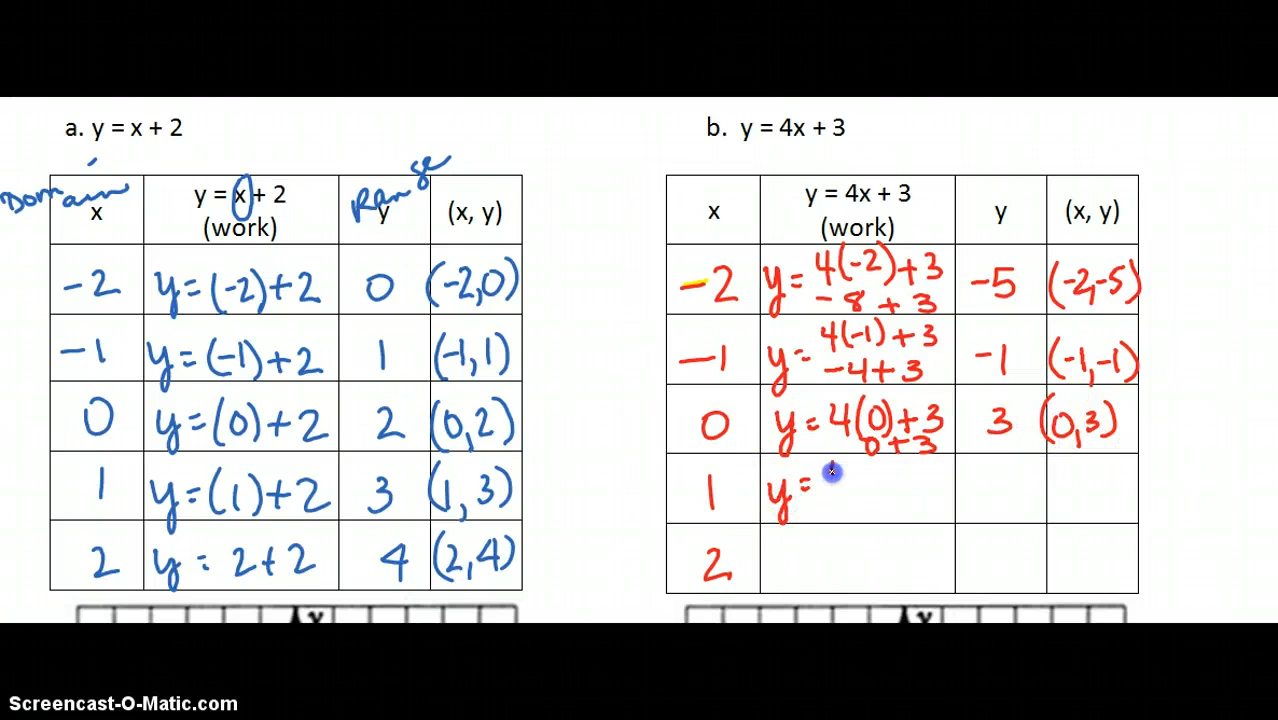 a. y = x + 2
Domain
x
y = x + 2
(work)
Range
y
(x, y)
-2 y=(-2)+2 0 (-2,0)
-1 y=(-1)+2 1 (-1,1)
0 y=(0)+2 2 (0,2)
1 y=(1)+2 3 (1,3)
2 y= 2+2 4 (2,4)
y
b. y = 4x + 3
x
y = 4x + 3
(work)
y
(x, y)
-2 y= 4(-2)+3 -5 (-2,-5)
-8 + 3
-1 y= 4(-1)+3 -1 (-1,-1)
-4+3
0 y= 4(0)+3 3 (0,3)
0+3
1 y=
2
y
Screencast-O-Matic.com